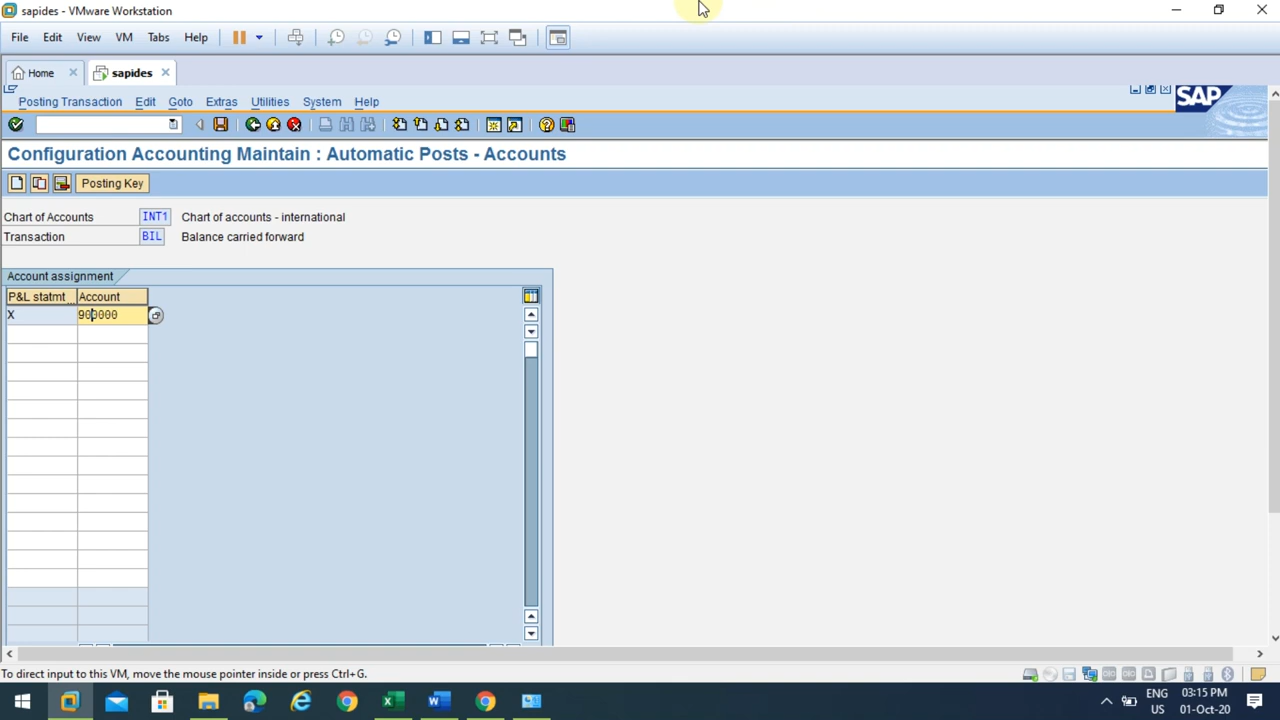 sapides - VMware Workstation
File Edit View VM Tabs Help
Home sapides
Posting Transaction Edit Goto Extras Utilities System Help
SAP
Configuration Accounting Maintain : Automatic Posts - Accounts
Posting Key
Chart of Accounts INT1 Chart of accounts - international
Transaction BIL Balance carried forward
Account assignment
P&L statmt ... Account
X 900000
To direct input to this VM, move the mouse pointer inside or press Ctrl+G.
ENG 03:15 PM
US 01-Oct-20